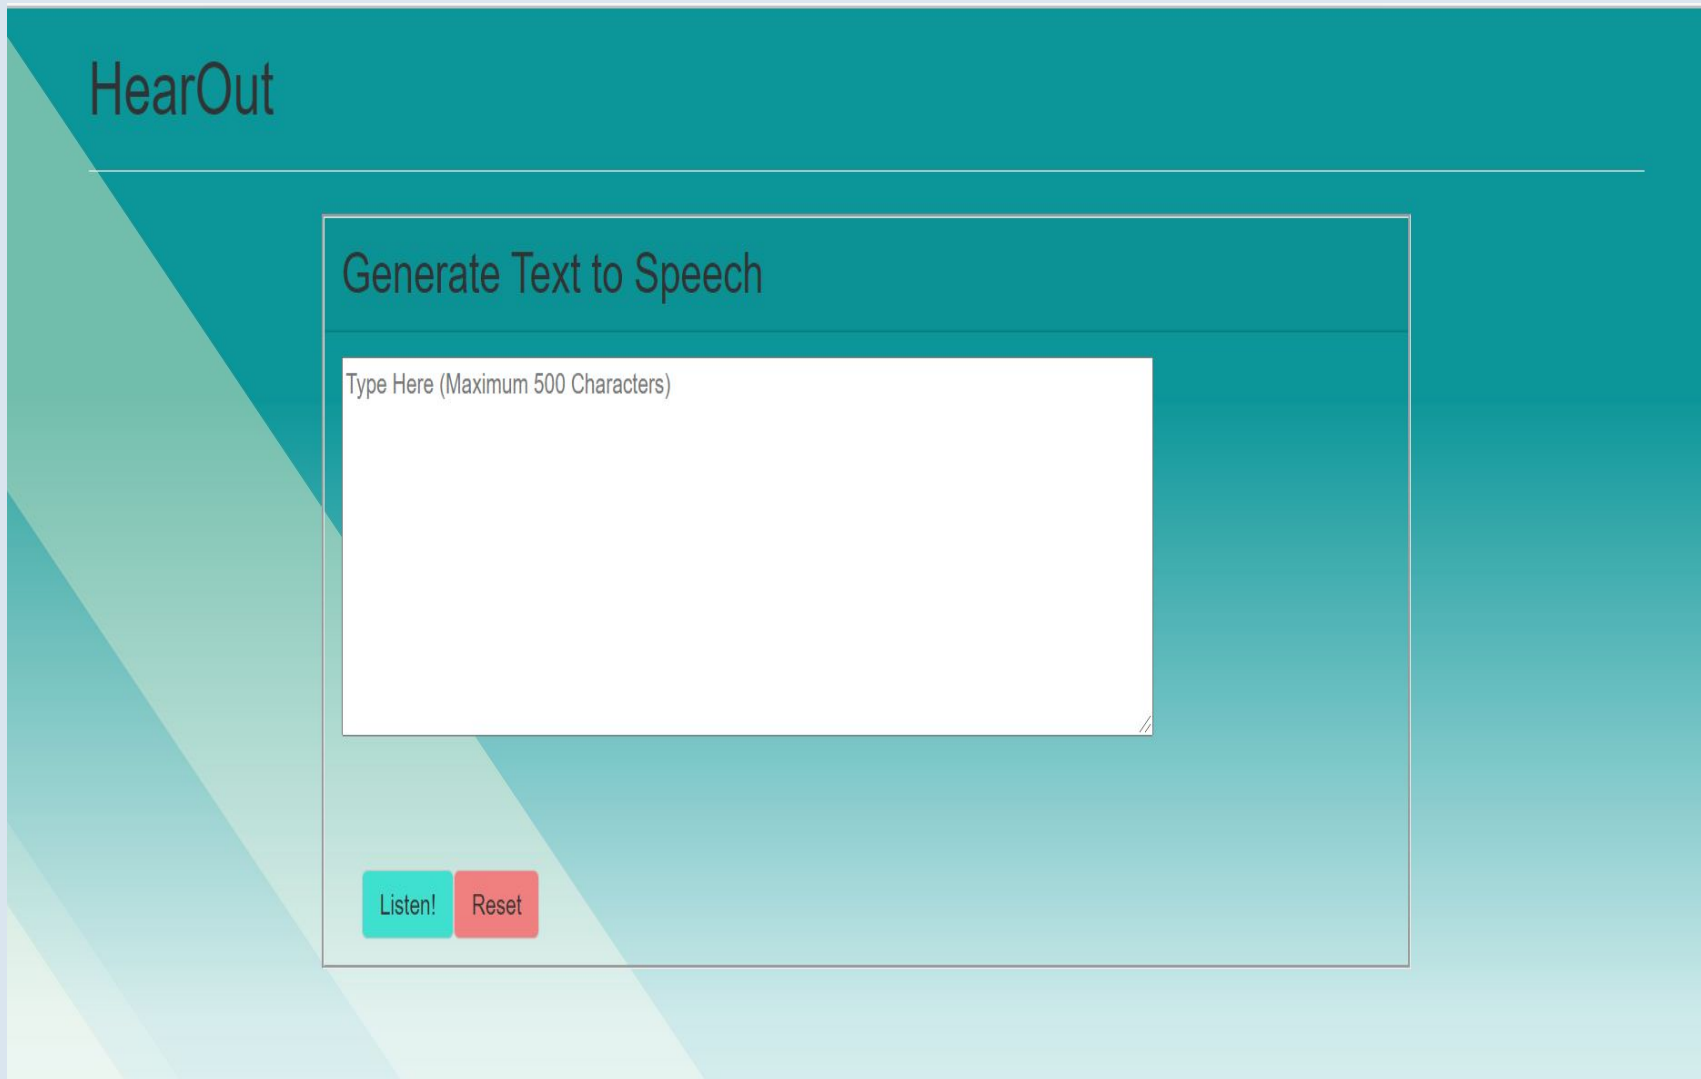 HearOut
Generate Text to Speech
Type Here (Maximum 500 Characters)
Listen! Reset